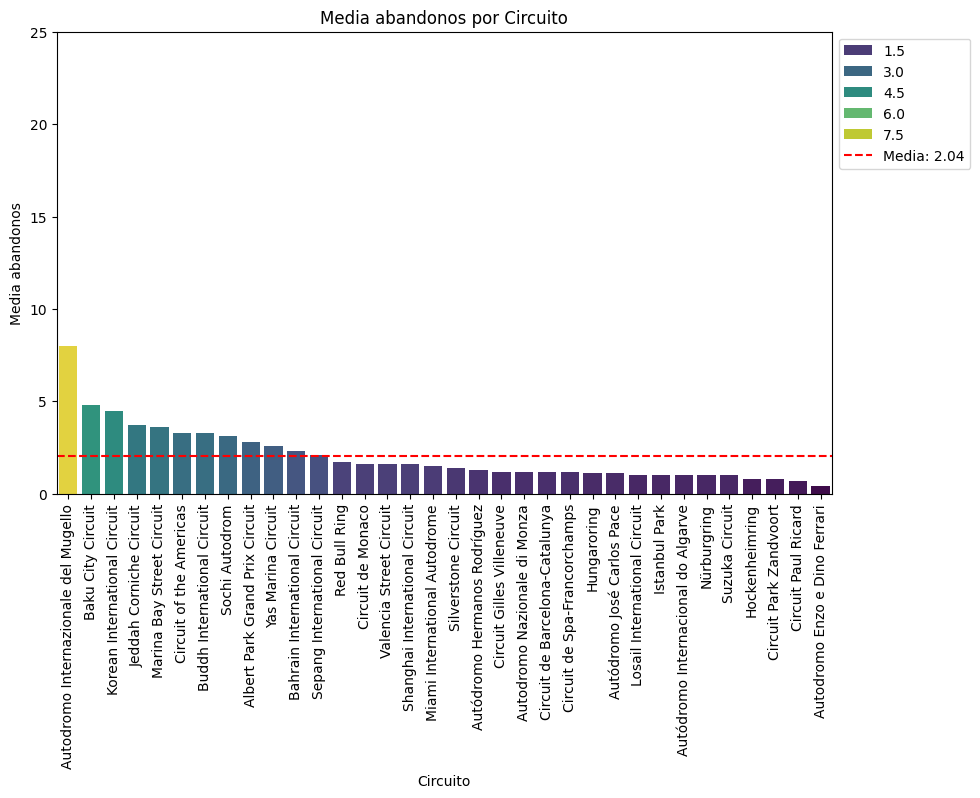 Media abandonos por Circuito
Media abandonos
25
20
15
10
5
0
1.5
3.0
4.5
6.0
7.5
Media: 2.04
Autodromo Internazionale del Mugello
Baku City Circuit
Korean International Circuit
Jeddah Corniche Circuit
Marina Bay Street Circuit
Circuit of the Americas
Buddh International Circuit
Sochi Autodrom
Albert Park Grand Prix Circuit
Yas Marina Circuit
Bahrain International Circuit
Sepang International Circuit
Red Bull Ring
Circuit de Monaco
Valencia Street Circuit
Shanghai International Circuit
Miami International Autodrome
Silverstone Circuit
Autódromo Hermanos Rodríguez
Circuit Gilles Villeneuve
Autodromo Nazionale di Monza
Circuit de Barcelona-Catalunya
Circuit de Spa-Francorchamps
Hungaroring
Autódromo José Carlos Pace
Losail International Circuit
Istanbul Park
Autódromo Internacional do Algarve
Nürburgring
Suzuka Circuit
Hockenheimring
Circuit Park Zandvoort
Circuit Paul Ricard
Autodromo Enzo e Dino Ferrari
Circuito